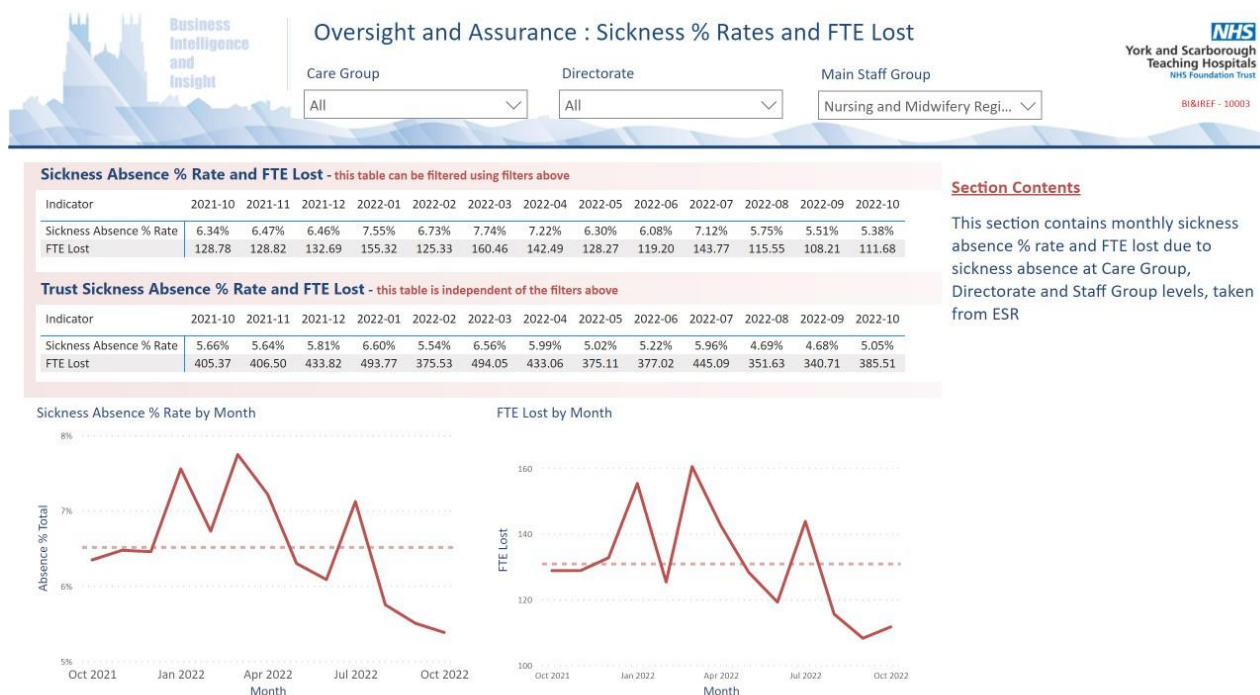 Business
Intelligence
and
Insight
Oversight and Assurance : Sickness % Rates and FTE Lost
Care Group
All
Directorate
All
Main Staff Group
Nursing and Midwifery Regi...
NHS
York and Scarborough
Teaching Hospitals
NHS Foundation Trust
BI&IREF - 10003
Sickness Absence % Rate and FTE Lost - this table can be filtered using filters above
Indicator 2021-10 2021-11 2021-12 2022-01 2022-02 2022-03 2022-04 2022-05 2022-06 2022-07 2022-08 2022-09 2022-10
Sickness Absence % Rate 6.34% 6.47% 6.46% 7.55% 6.73% 7.74% 7.22% 6.30% 6.08% 7.12% 5.75% 5.51% 5.38%
FTE Lost 128.78 128.82 132.69 155.32 125.33 160.46 142.49 128.27 119.20 143.77 115.55 108.21 111.68
Trust Sickness Absence % Rate and FTE Lost - this table is independent of the filters above
Indicator 2021-10 2021-11 2021-12 2022-01 2022-02 2022-03 2022-04 2022-05 2022-06 2022-07 2022-08 2022-09 2022-10
Sickness Absence % Rate 5.66% 5.64% 5.81% 6.60% 5.54% 6.56% 5.99% 5.02% 5.22% 5.96% 4.69% 4.68% 5.05%
FTE Lost 405.37 406.50 433.82 493.77 375.53 494.05 433.06 375.11 377.02 445.09 351.63 340.71 385.51
Section Contents
This section contains monthly sickness
absence % rate and FTE lost due to
sickness absence at Care Group,
Directorate and Staff Group levels, taken
from ESR
Sickness Absence % Rate by Month
8%
7%
6%
5%
Absence % Total
Oct 2021 Jan 2022 Apr 2022 Jul 2022 Oct 2022
Month
FTE Lost by Month
160
140
120
100
FTE Lost
Oct 2021 Jan 2022 Apr 2022 Jul 2022 Oct 2022
Month